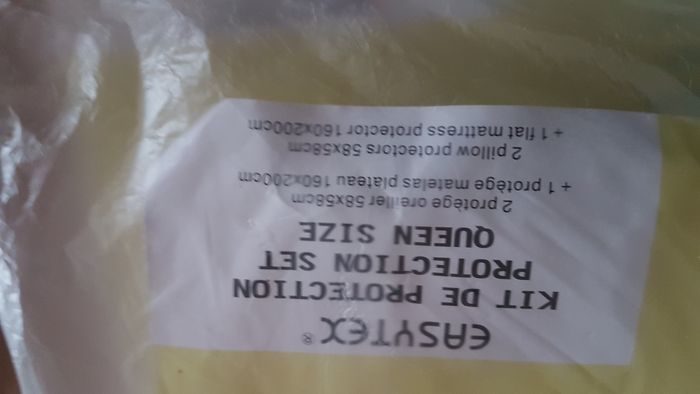 EASYTEX®
KIT DE PROTECTION
PROTECTION SET
QUEEN SIZE
2 protège oreiller 58x58cm
+ 1 protège matelas plateau 160x200cm
2 pillow protectors 58x58cm
+ 1 flat mattress protector 160x200cm